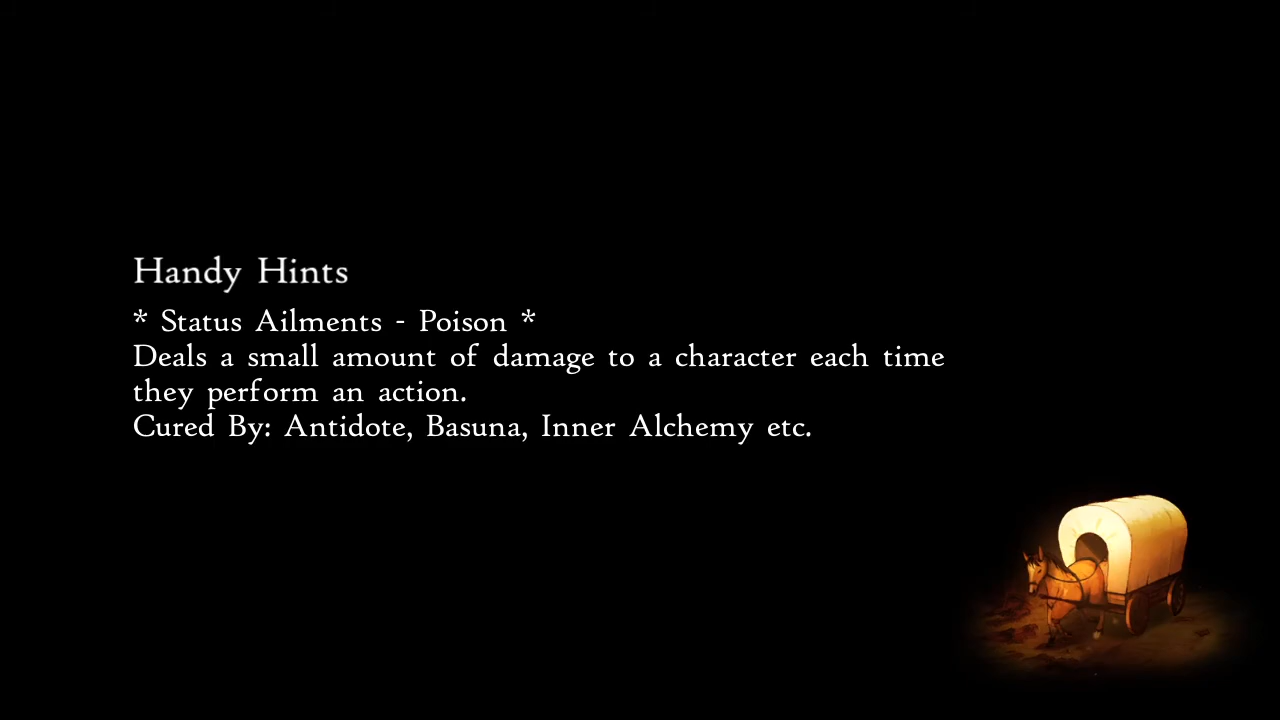 Handy Hints
* Status Ailments - Poison *
Deals a small amount of damage to a character each time
they perform an action.
Cured By: Antidote, Basuna, Inner Alchemy etc.